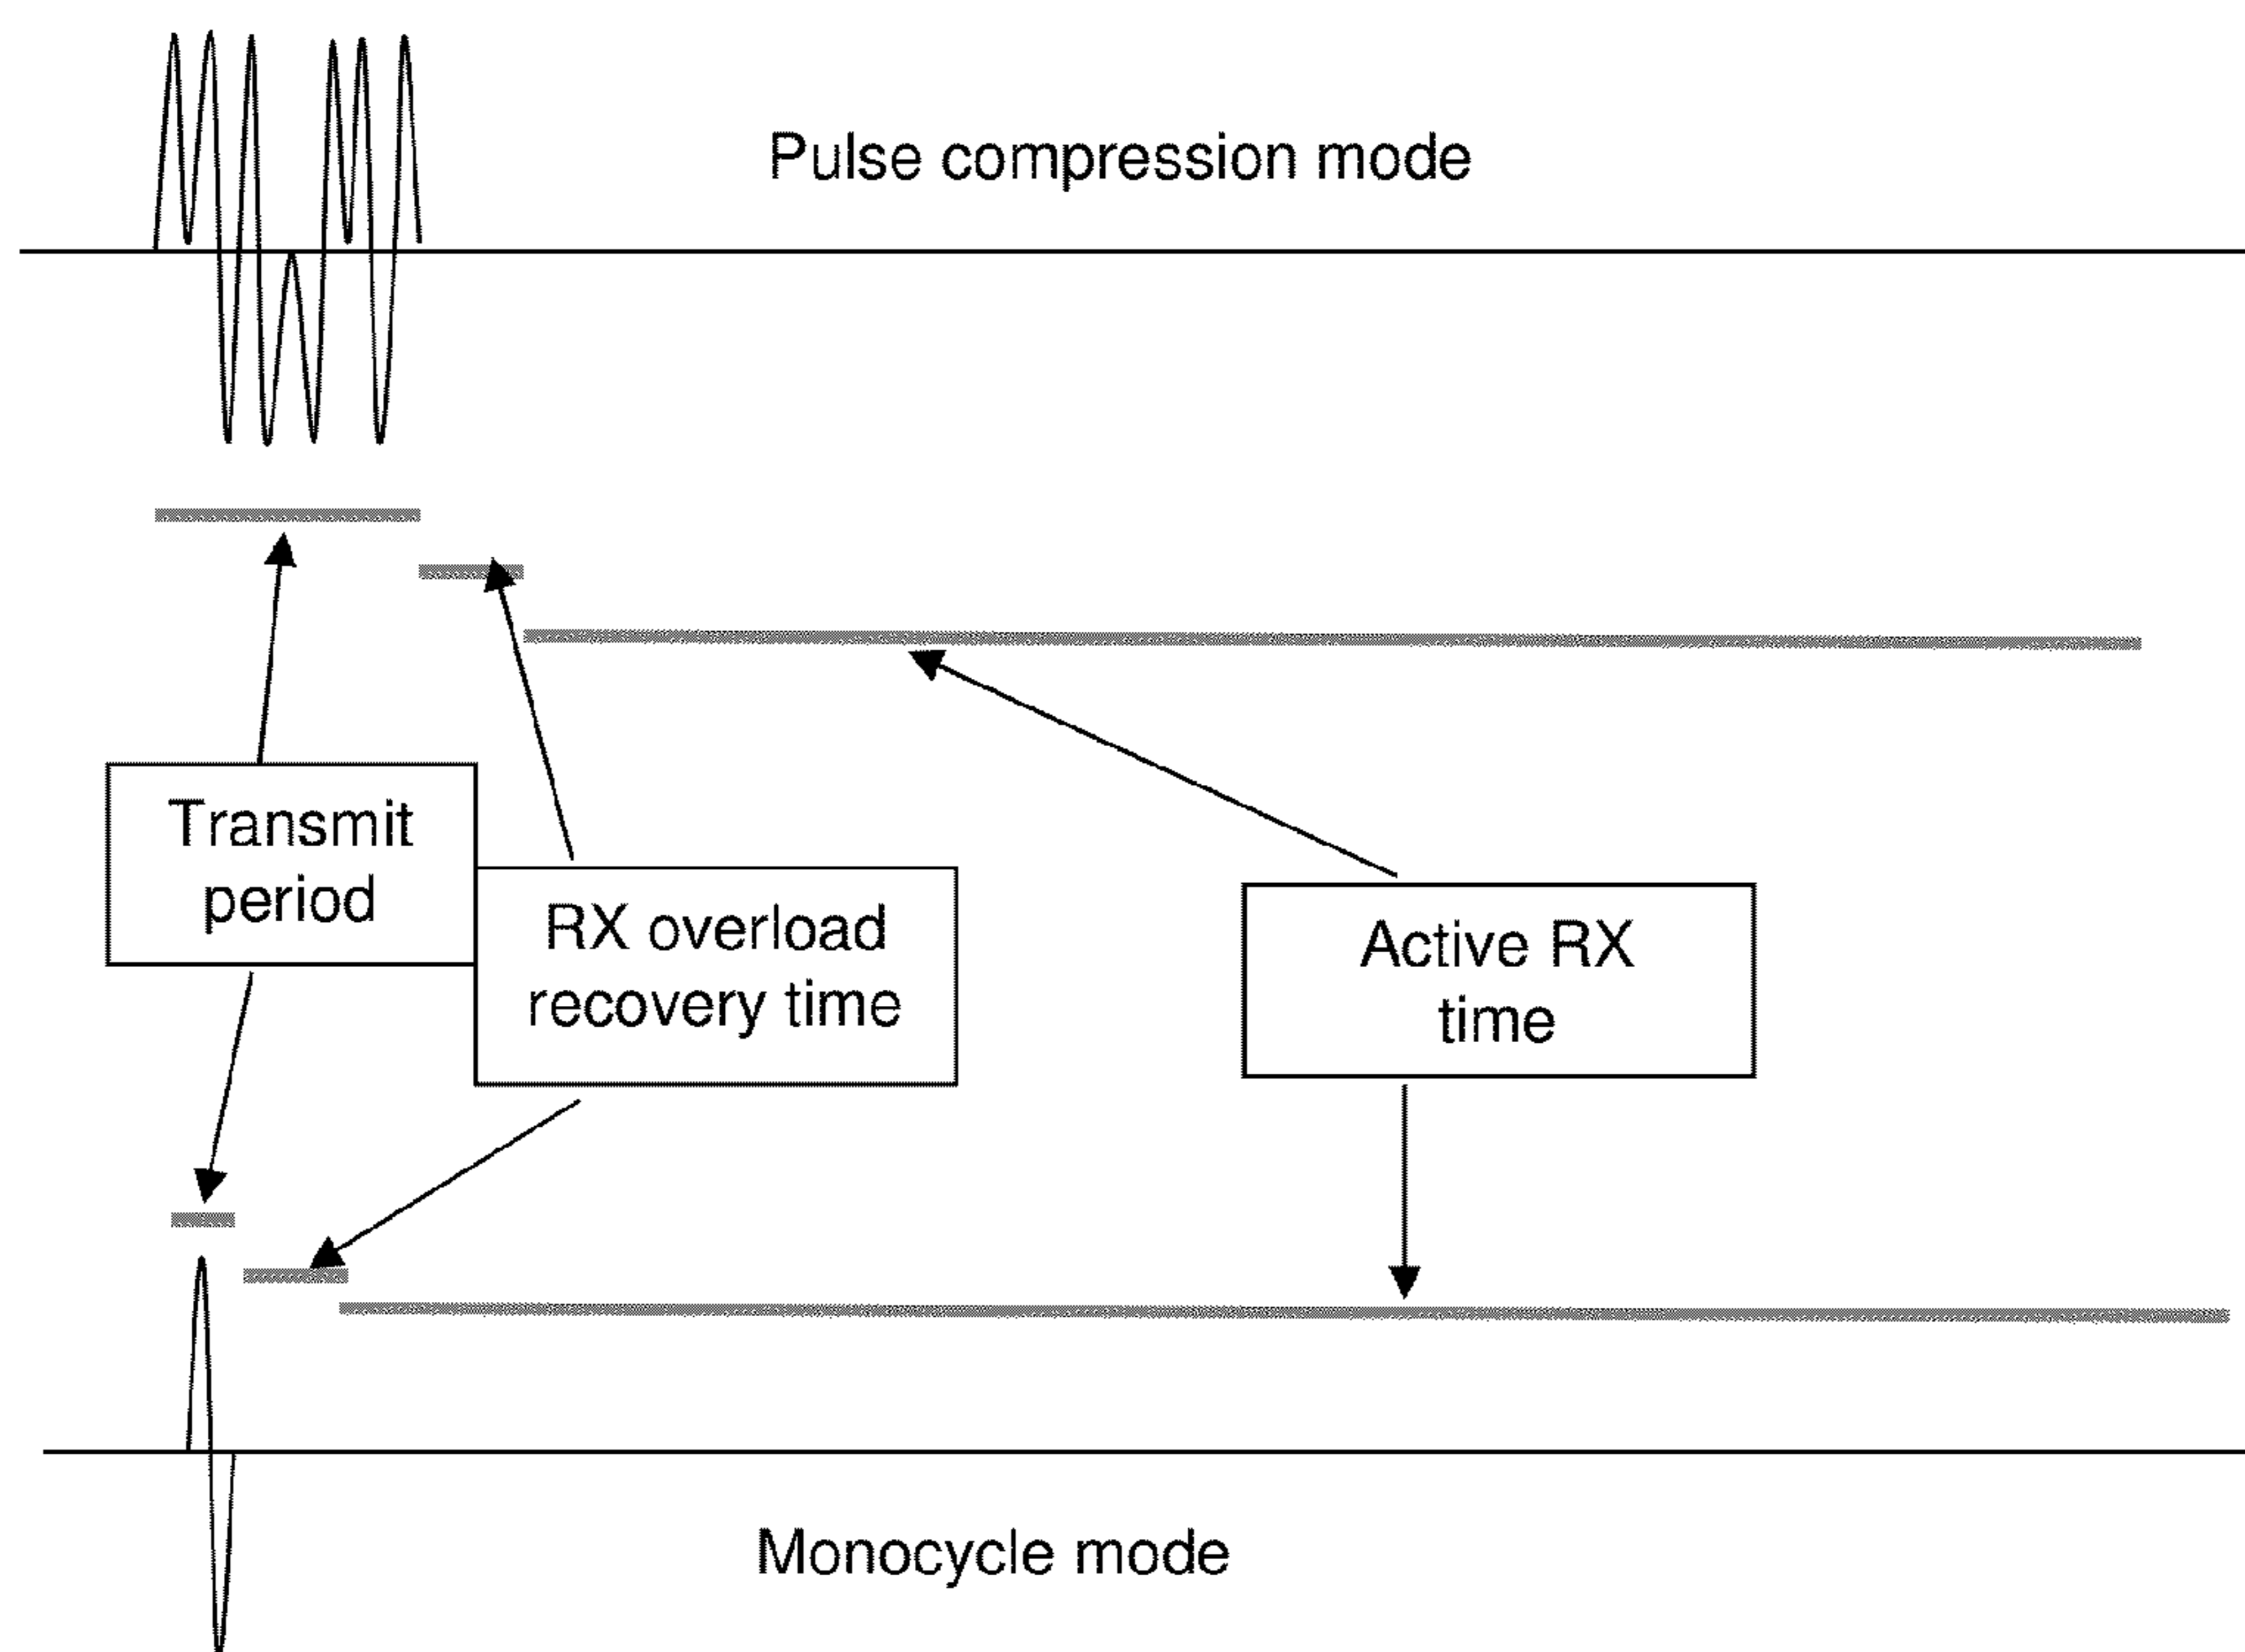 Pulse compression mode
Transmit
period
RX overload
recovery time
Active RX
time
Monocycle mode